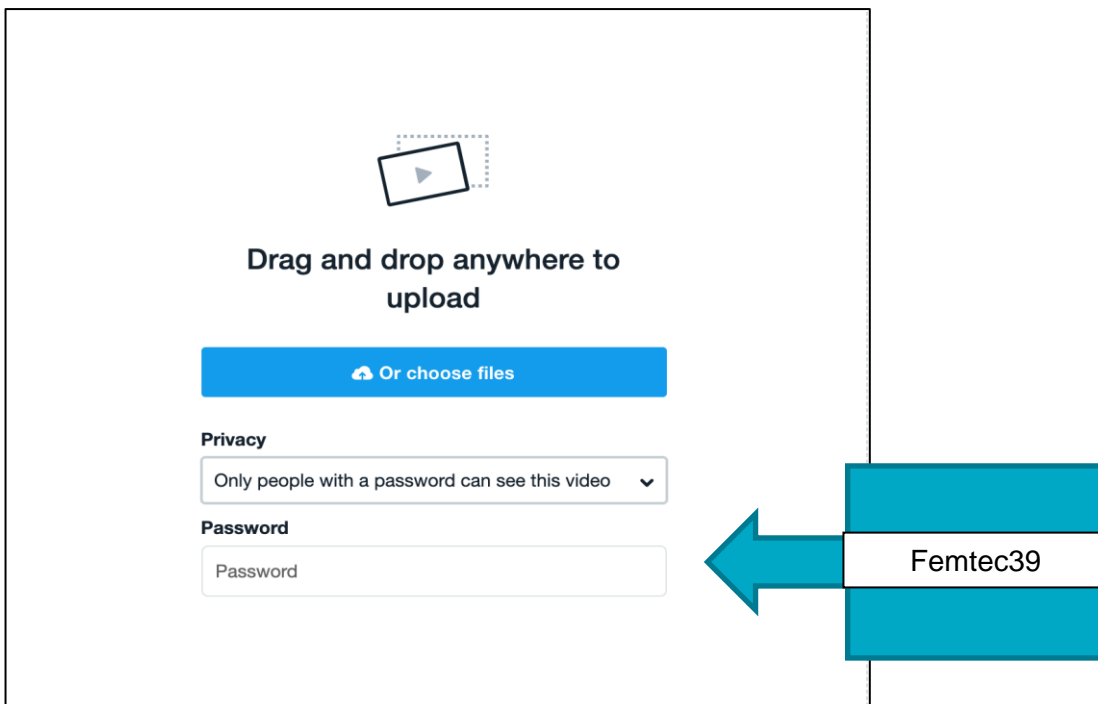 Drag and drop anywhere to
upload
Or choose files
Privacy
Only people with a password can see this video
Password
Password
Femtec39